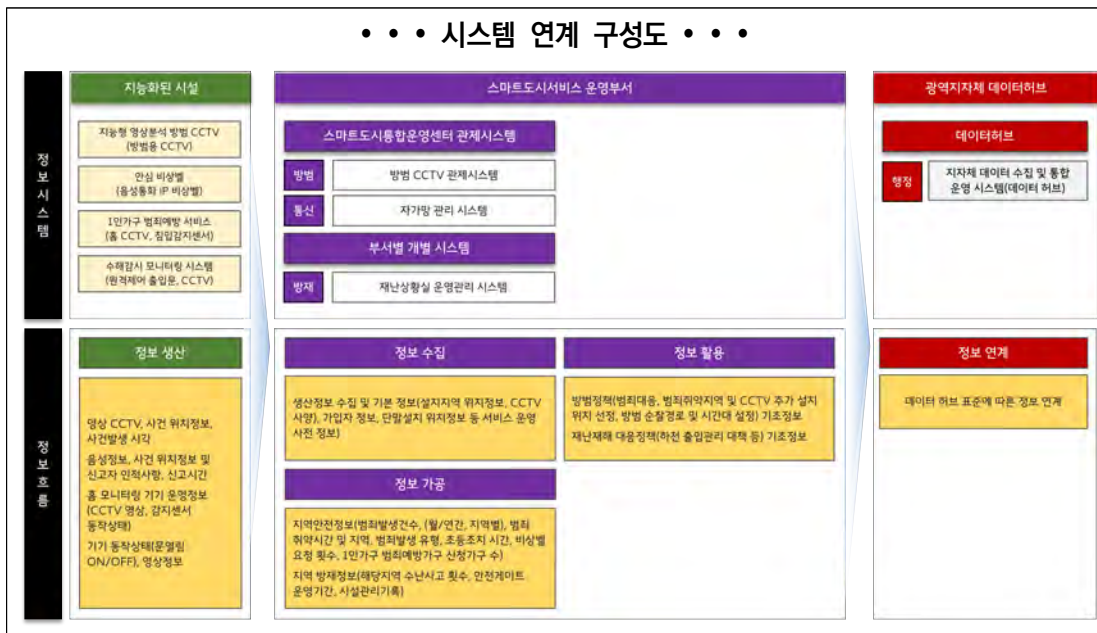 • • • 시스템 연계 구성도 • • •
정보시스템
지능화된 시설
지능형 영상분석 방범 CCTV
(방범용 CCTV)
안심 비상벨
(음성통화 IP 비상벨)
1인가구 범죄예방 서비스
(홈 CCTV, 침입감지센서)
수해감시 모니터링 시스템
(원격제어 출입문, CCTV)
스마트도시서비스 운영부서
스마트도시통합운영센터 관제시스템
방범
방범 CCTV 관제시스템
통신
자가망 관리 시스템
부서별 개별 시스템
방재
재난상황실 운영관리 시스템
광역지자체 데이터허브
데이터허브
행정
지자체 데이터 수집 및 통합
운영 시스템(데이터 허브)
정보흐름
정보 생산
영상 CCTV, 사건 위치정보,
사건발생 시각
음성정보, 사건 위치정보 및
신고자 인적사항, 신고시간
홈 모니터링 기기 운영정보
(CCTV 영상, 감지센서
동작상태)
기기 동작상태(문열림
ON/OFF), 영상정보
정보 수집
생산정보 수집 및 기본 정보(설치지역 위치정보, CCTV
사양), 가입자 정보, 단말설치 위치정보 등 서비스 운영
사전 정보)
정보 가공
지역안전정보(범죄발생건수, (월/연간, 지역별), 범죄
취약시간 및 지역, 범죄발생 유형, 초동조치 시간, 비상벨
요청 횟수, 1인가구 범죄예방가구 신청가구 수)
지역 방재정보(해당지역 수난사고 횟수, 안전게이트
운영기간, 시설관리기록)
정보 활용
방범정책(범죄대응, 범죄취약지역 및 CCTV 추가 설치
위치 선정, 방범 순찰경로 및 시간대 설정) 기초정보
재난재해 대응정책(하천 출입관리 대책 등) 기초정보
정보 연계
데이터 허브 표준에 따른 정보 연계